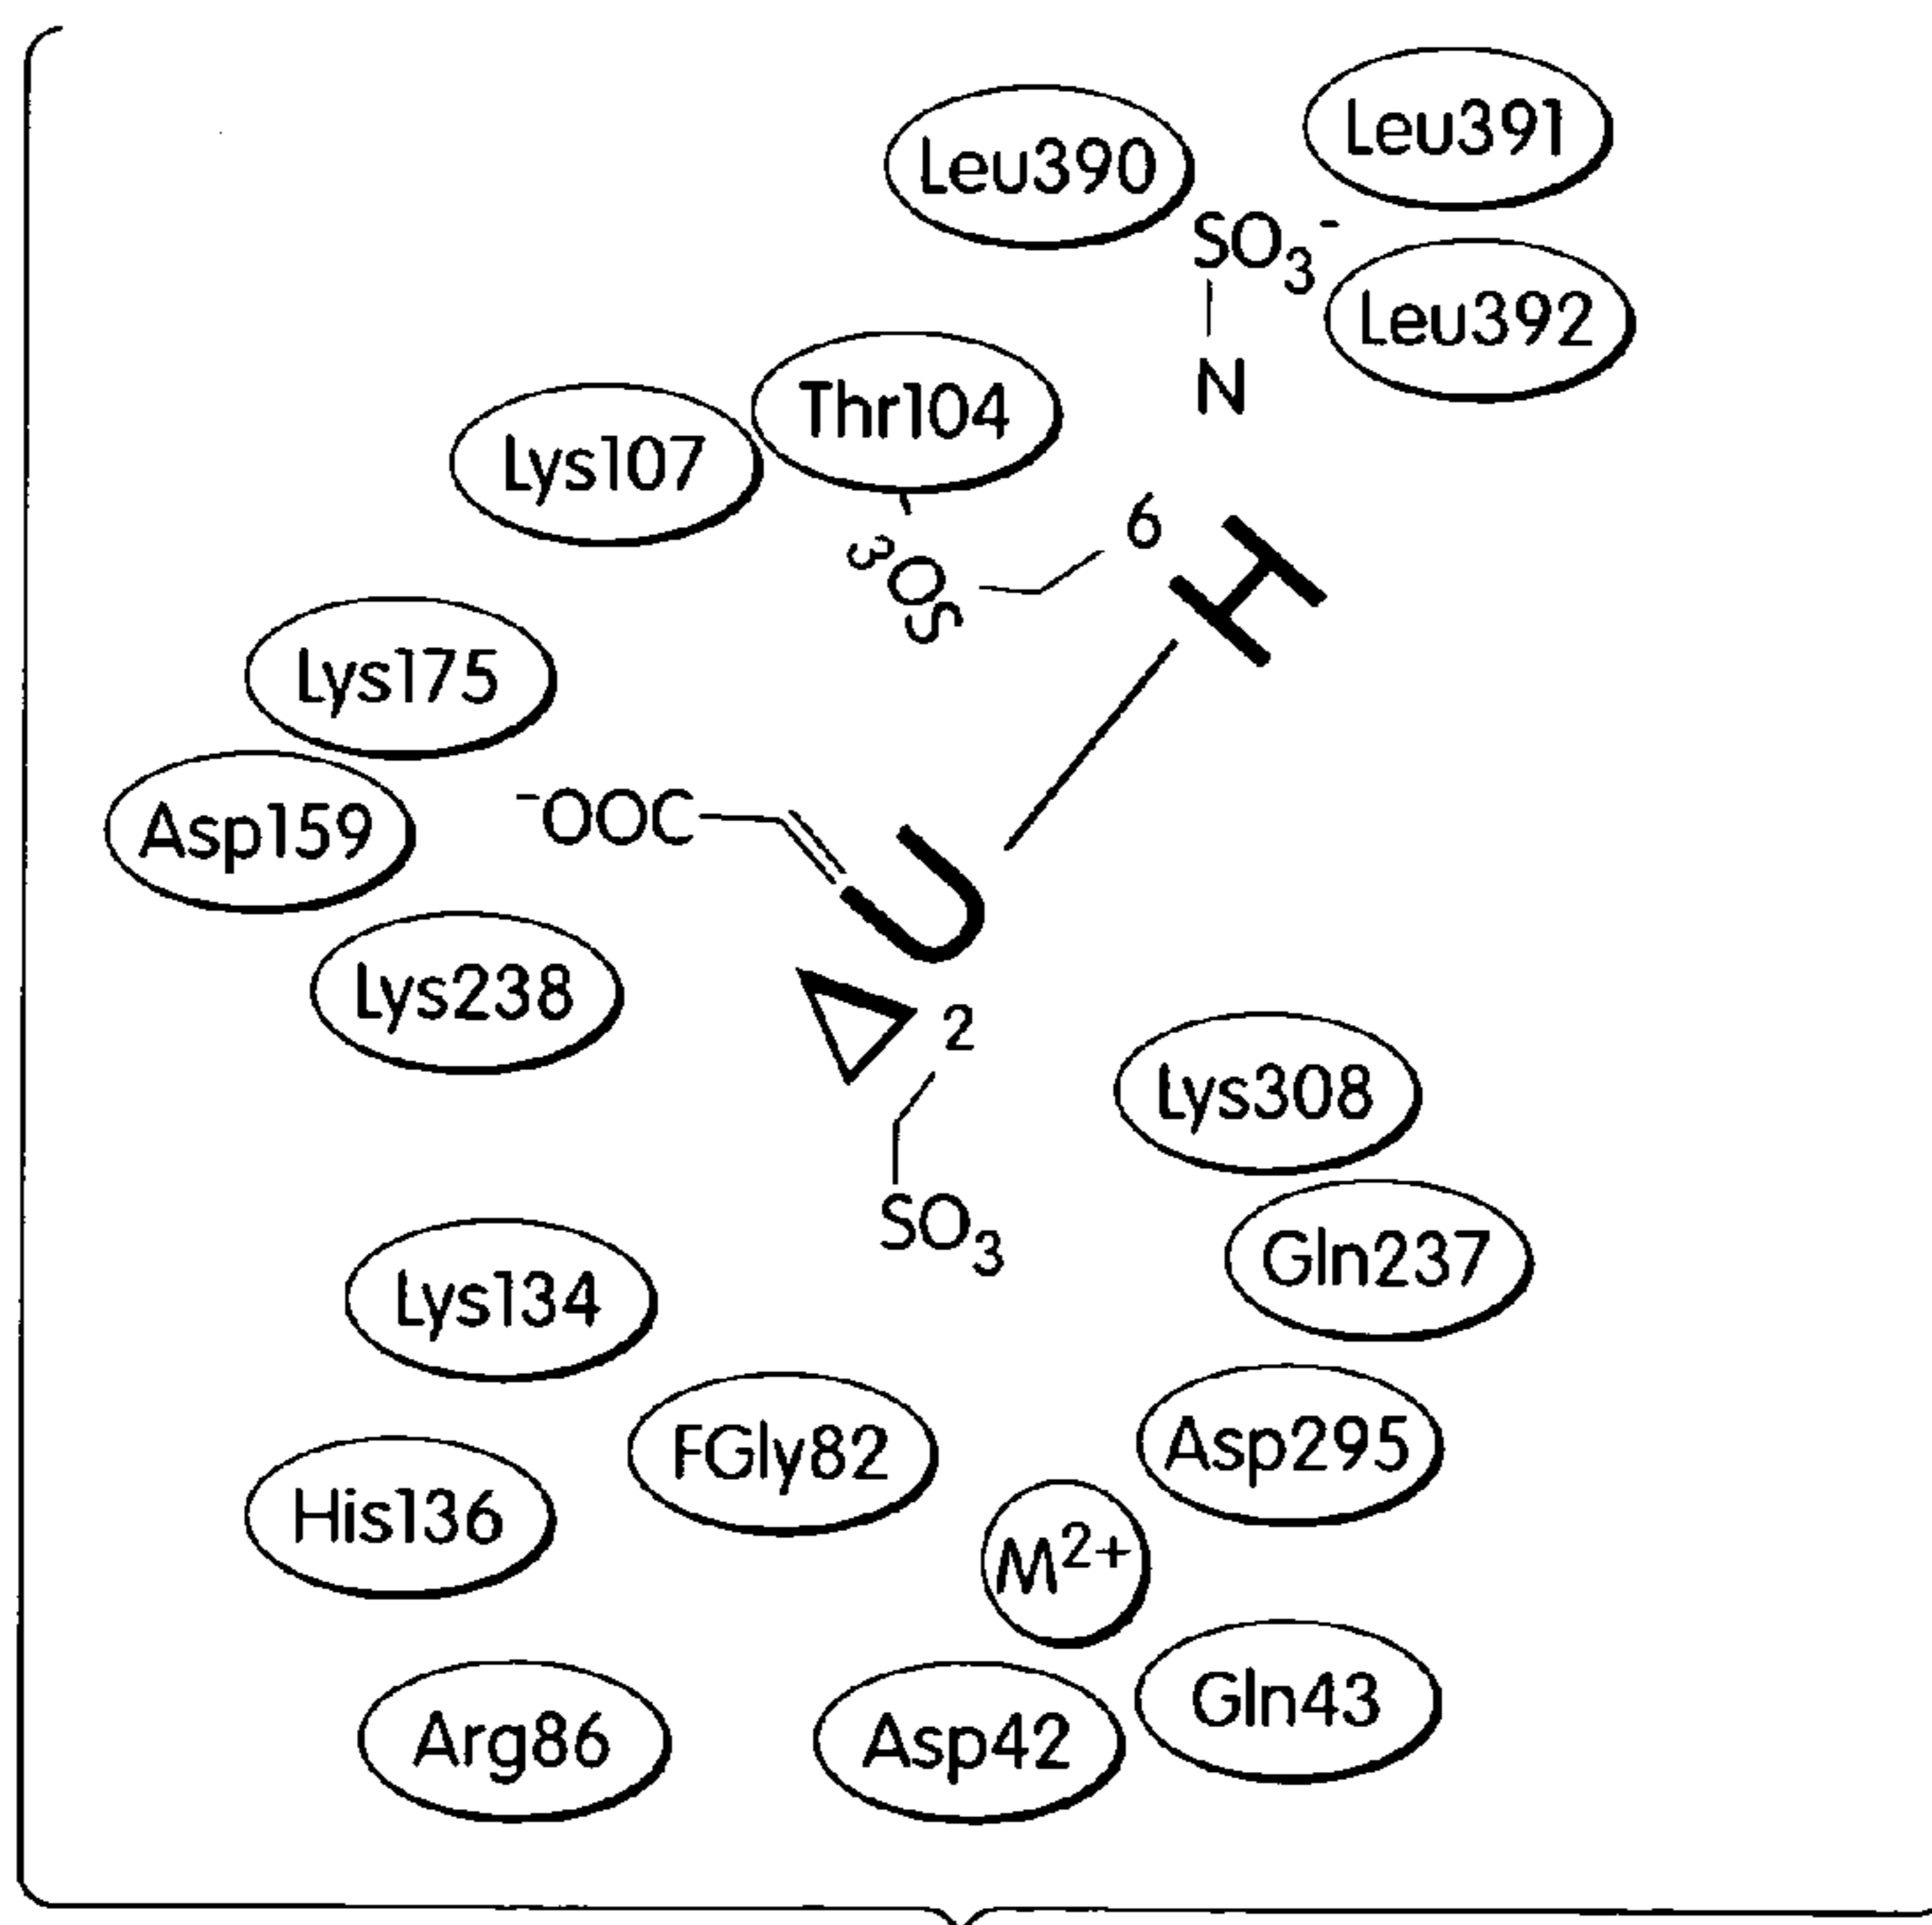 Leu391
Leu390
SO3-
Leu392
N
Thr104
Lys107
6
SO3
H
Lys175
Asp159
-OOC
U
Lys238
Δ
2
Lys308
SO3
Gln237
Lys134
Asp295
FGly82
His136
M2+
Gln43
Arg86
Asp42